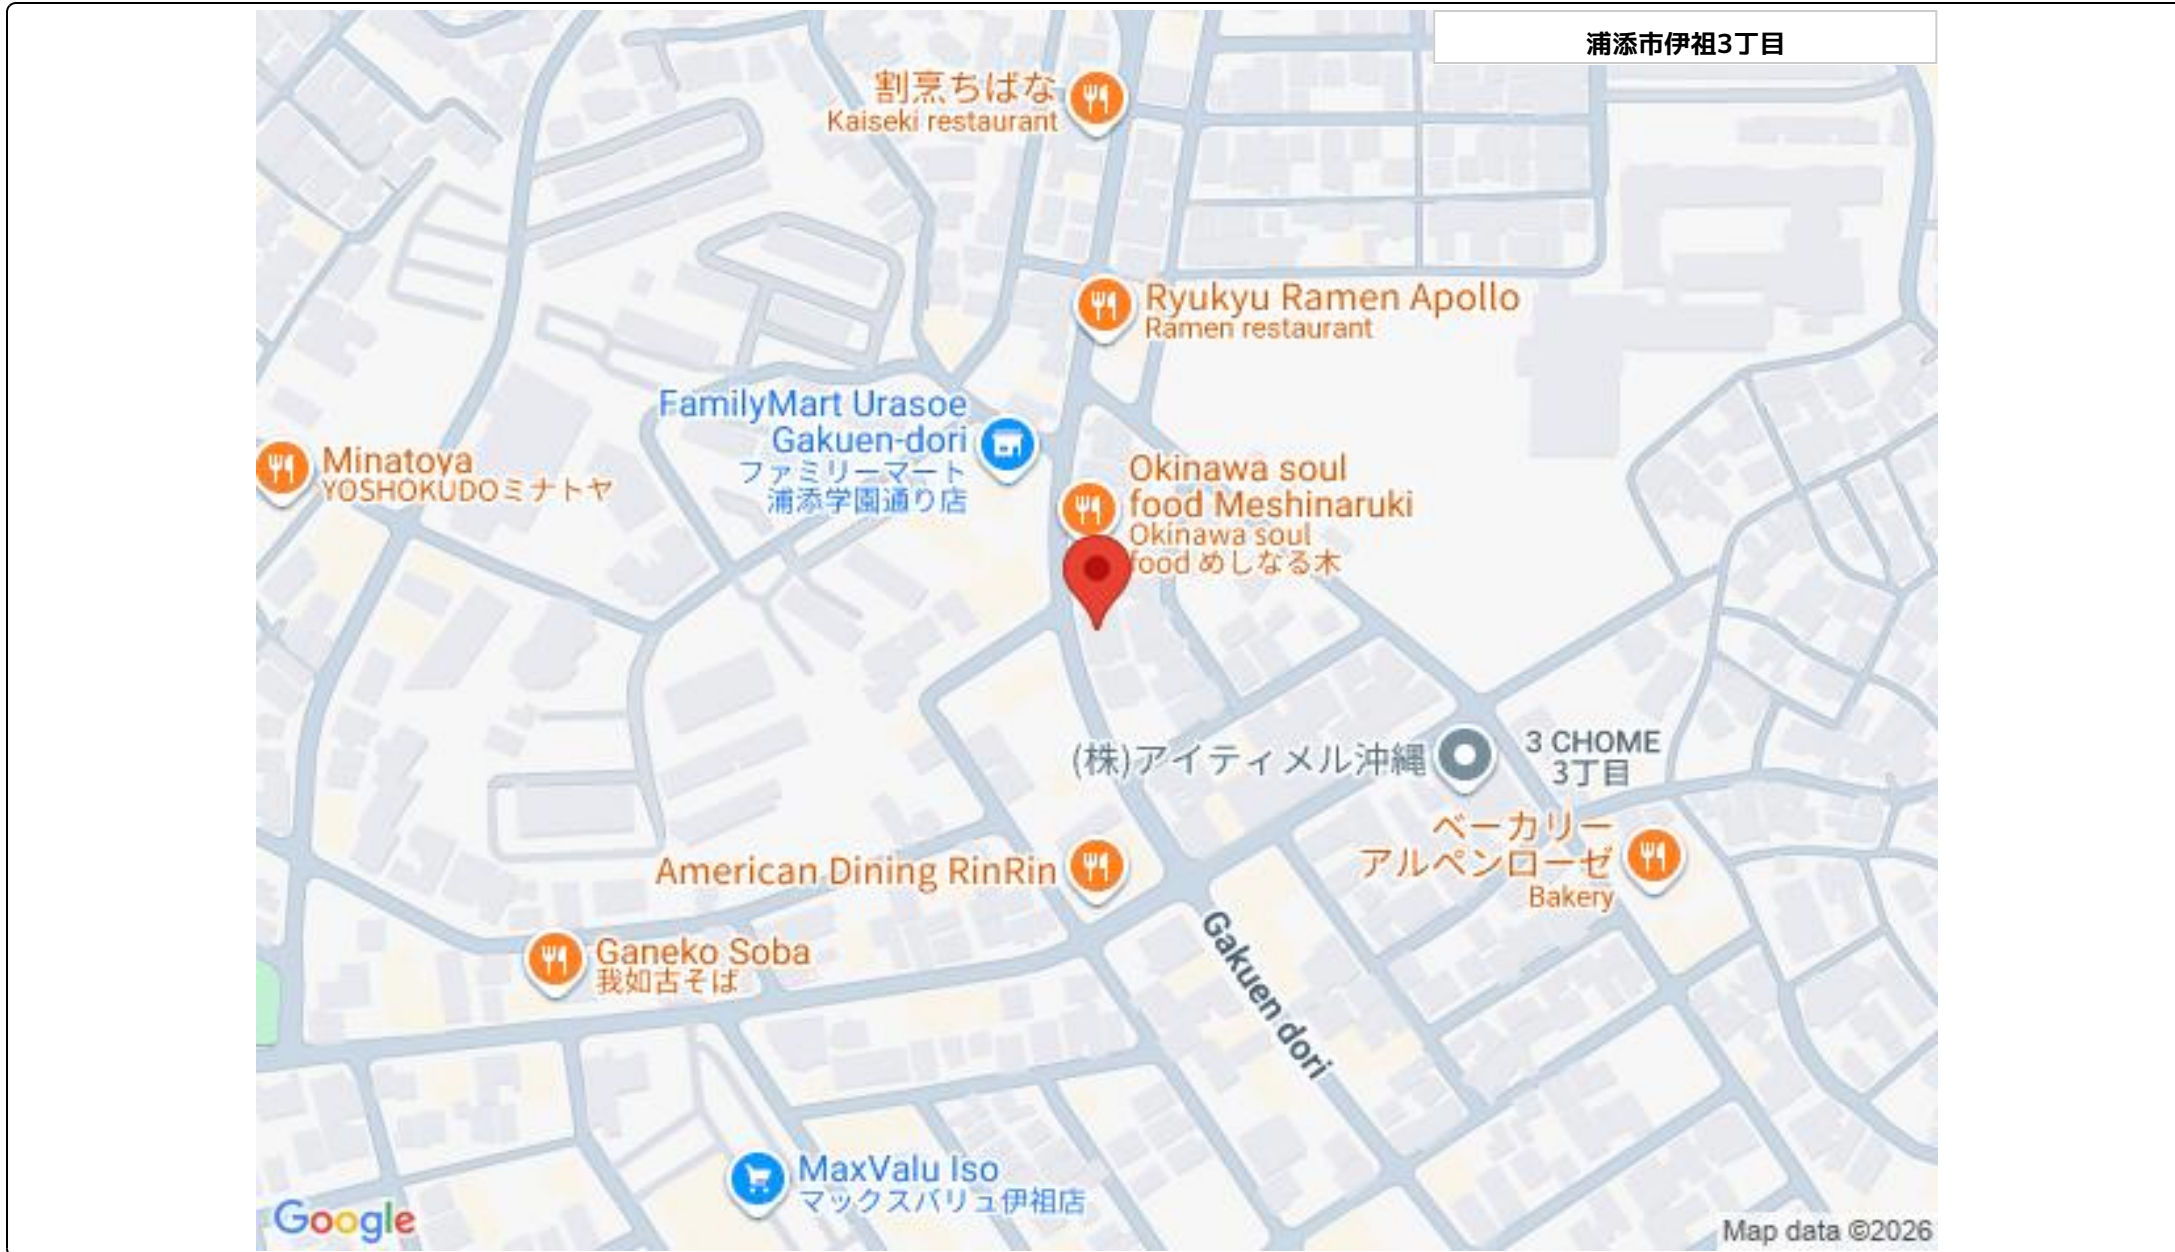 浦添市伊祖3丁目
割烹ちばな
Kaiseki restaurant
Ryukyu Ramen Apollo
Ramen restaurant
FamilyMart Urasoe
Gakuen-dori
ファミリーマート
浦添学園通り店
Minatoya
YOSHOKUDOミナトヤ
Okinawa soul
food Meshinaruki
Okinawa soul
food めしなる木
(株)アイティメル沖縄
3 CHOME
3丁目
ベーカリー
アルペンローゼ
Bakery
American Dining RinRin
Ganeko Soba
我如古そば
Gakuen dori
MaxValu Iso
マックスバリュ伊祖店
Google
Map data ©2026